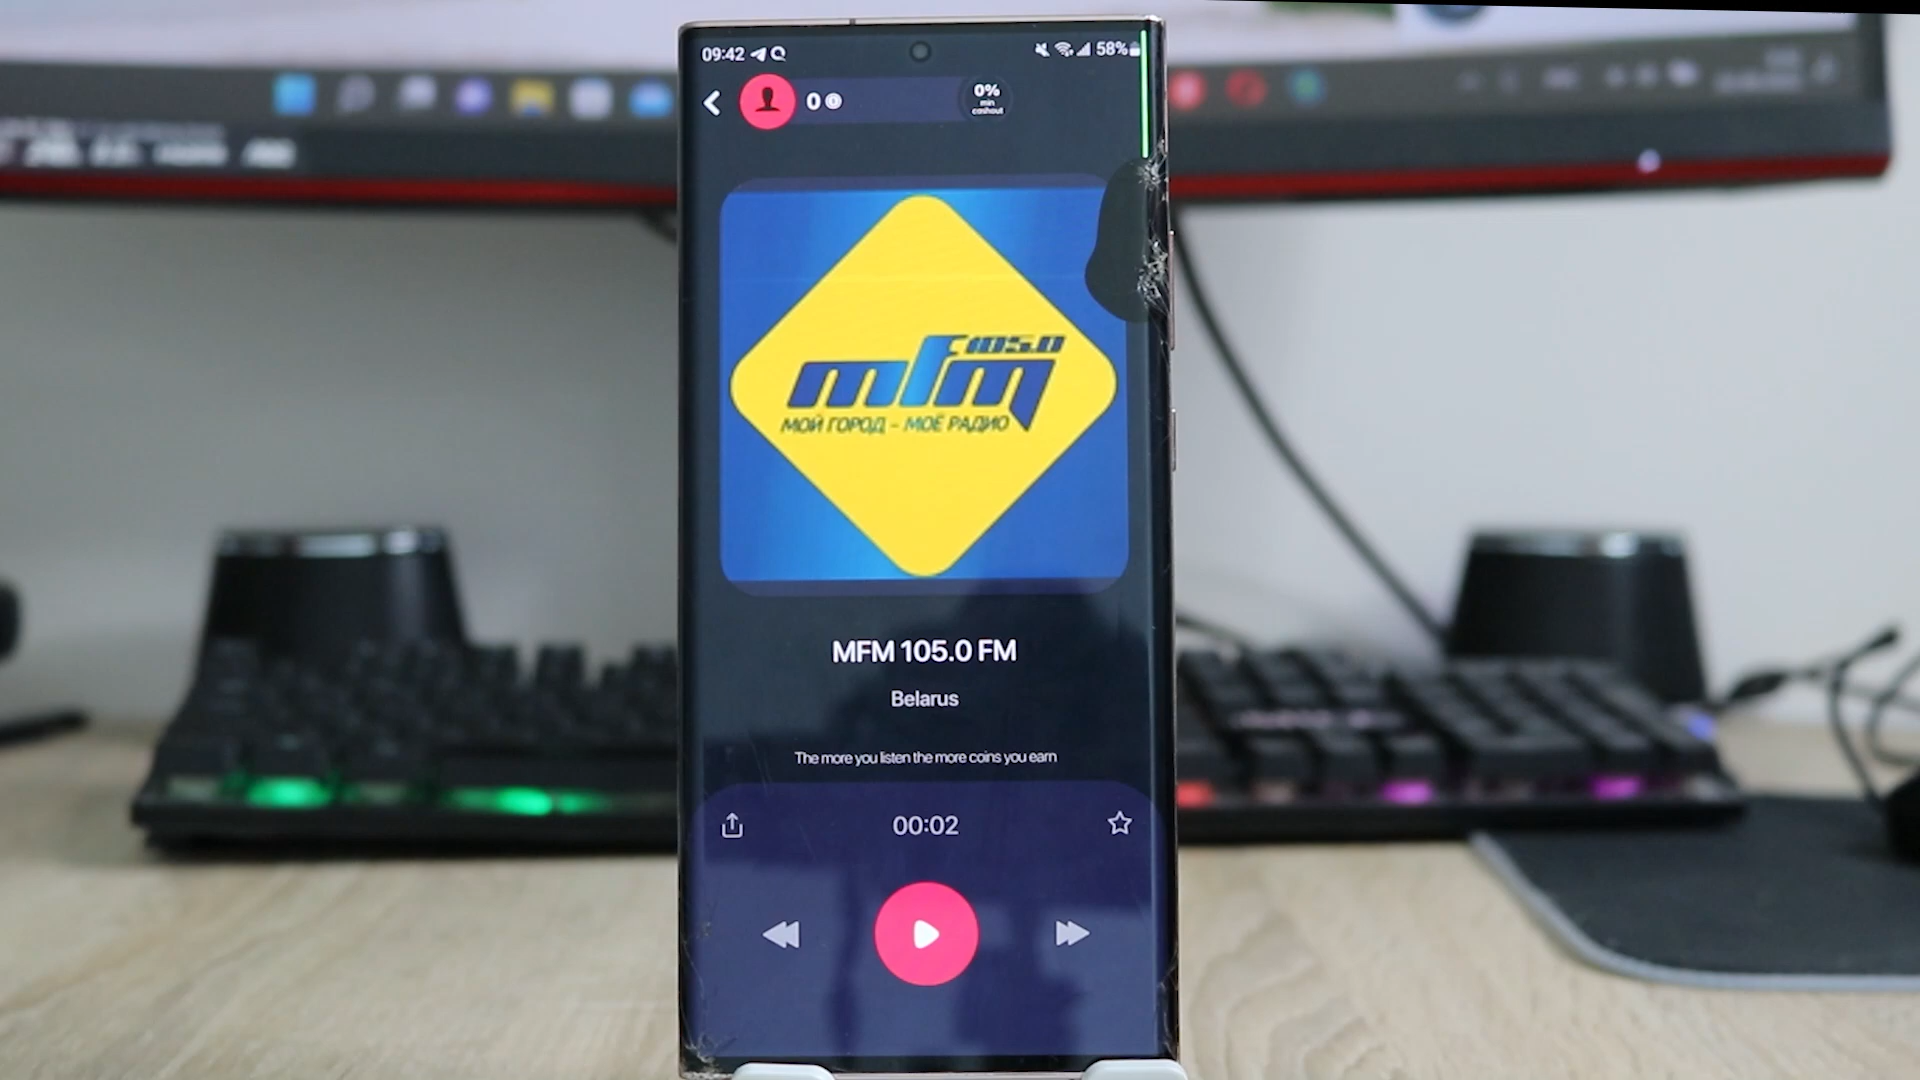 09:42
58%
0
0%
min
cashout
105.0
mfm
МОЙ ГОРОД - МОЁ РАДИО
MFM 105.0 FM
Belarus
The more you listen the more coins you earn
00:02